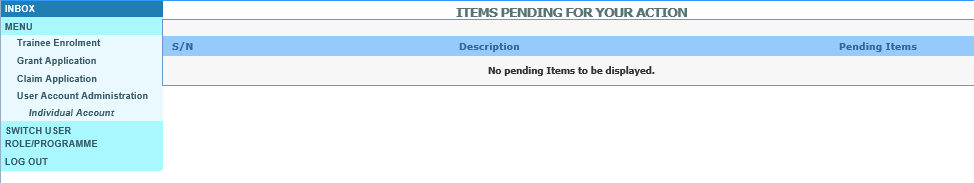 INBOX
MENU
Trainee Enrolment
Grant Application
Claim Application
User Account Administration
Individual Account
SWITCH USER
ROLE/PROGRAMME
LOG OUT
ITEMS PENDING FOR YOUR ACTION
S/N Description Pending Items
No pending Items to be displayed.